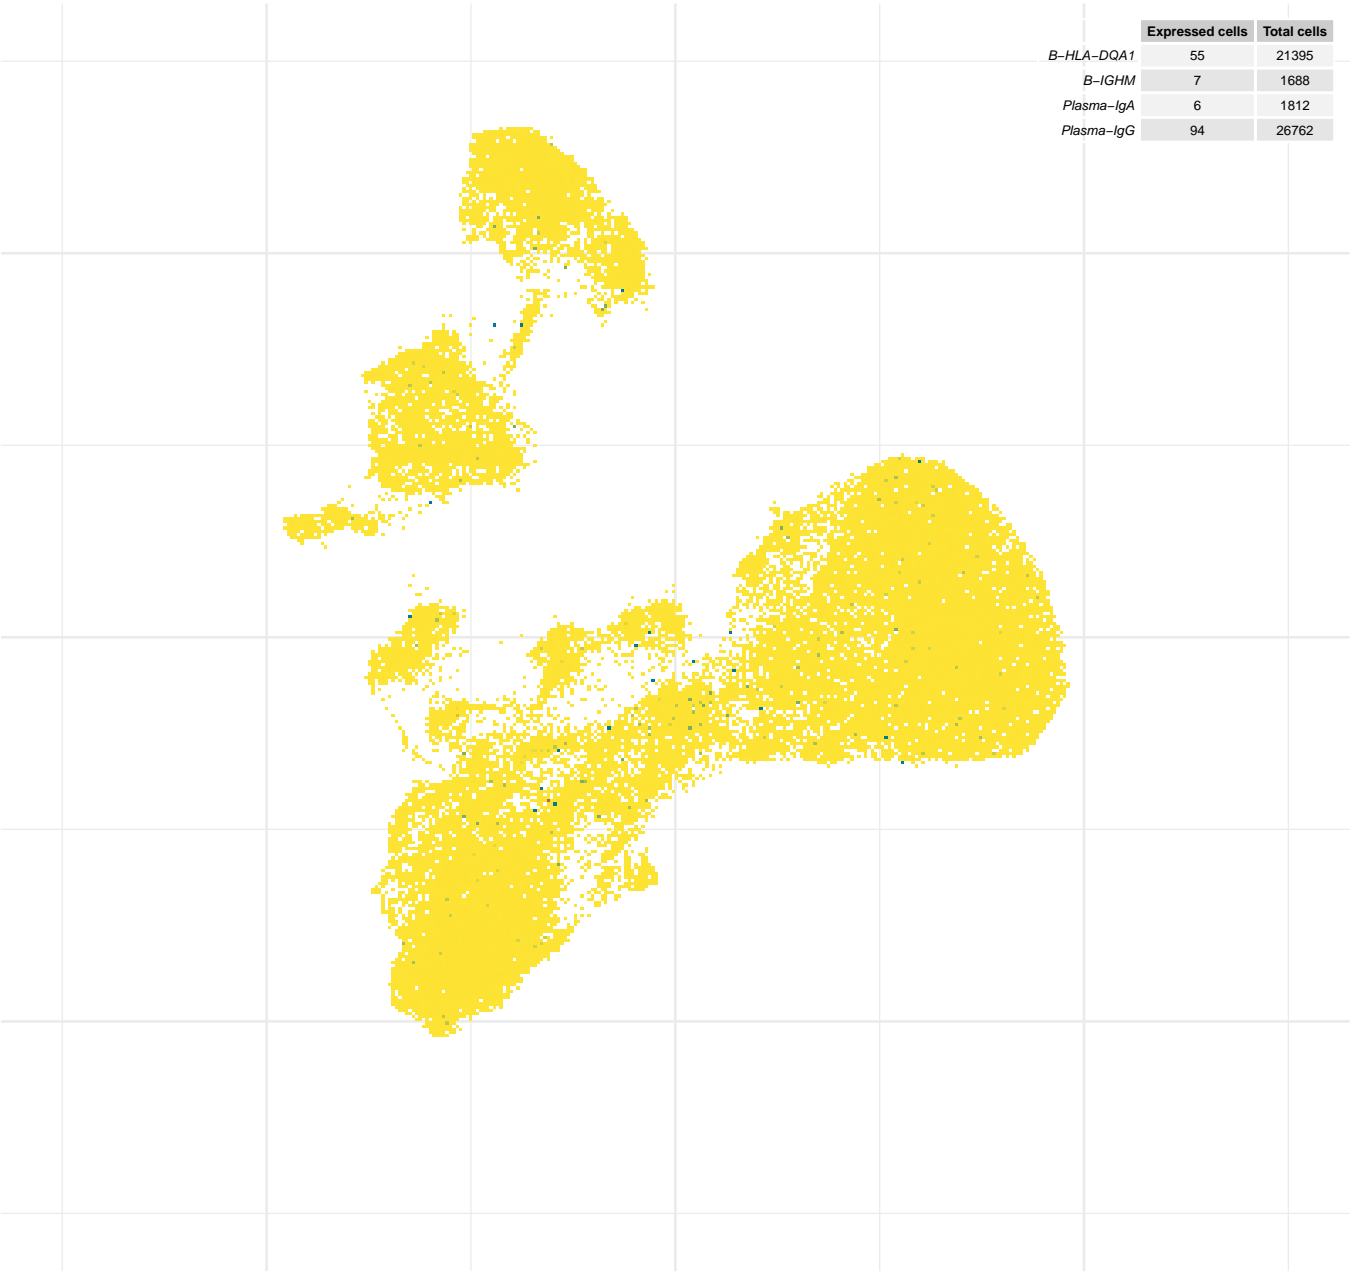 Expressed cells Total cells
B−HLA−DQA1 55 21395
B−IGHM 7 1688
Plasma−IgA 6 1812
Plasma−IgG 94 26762